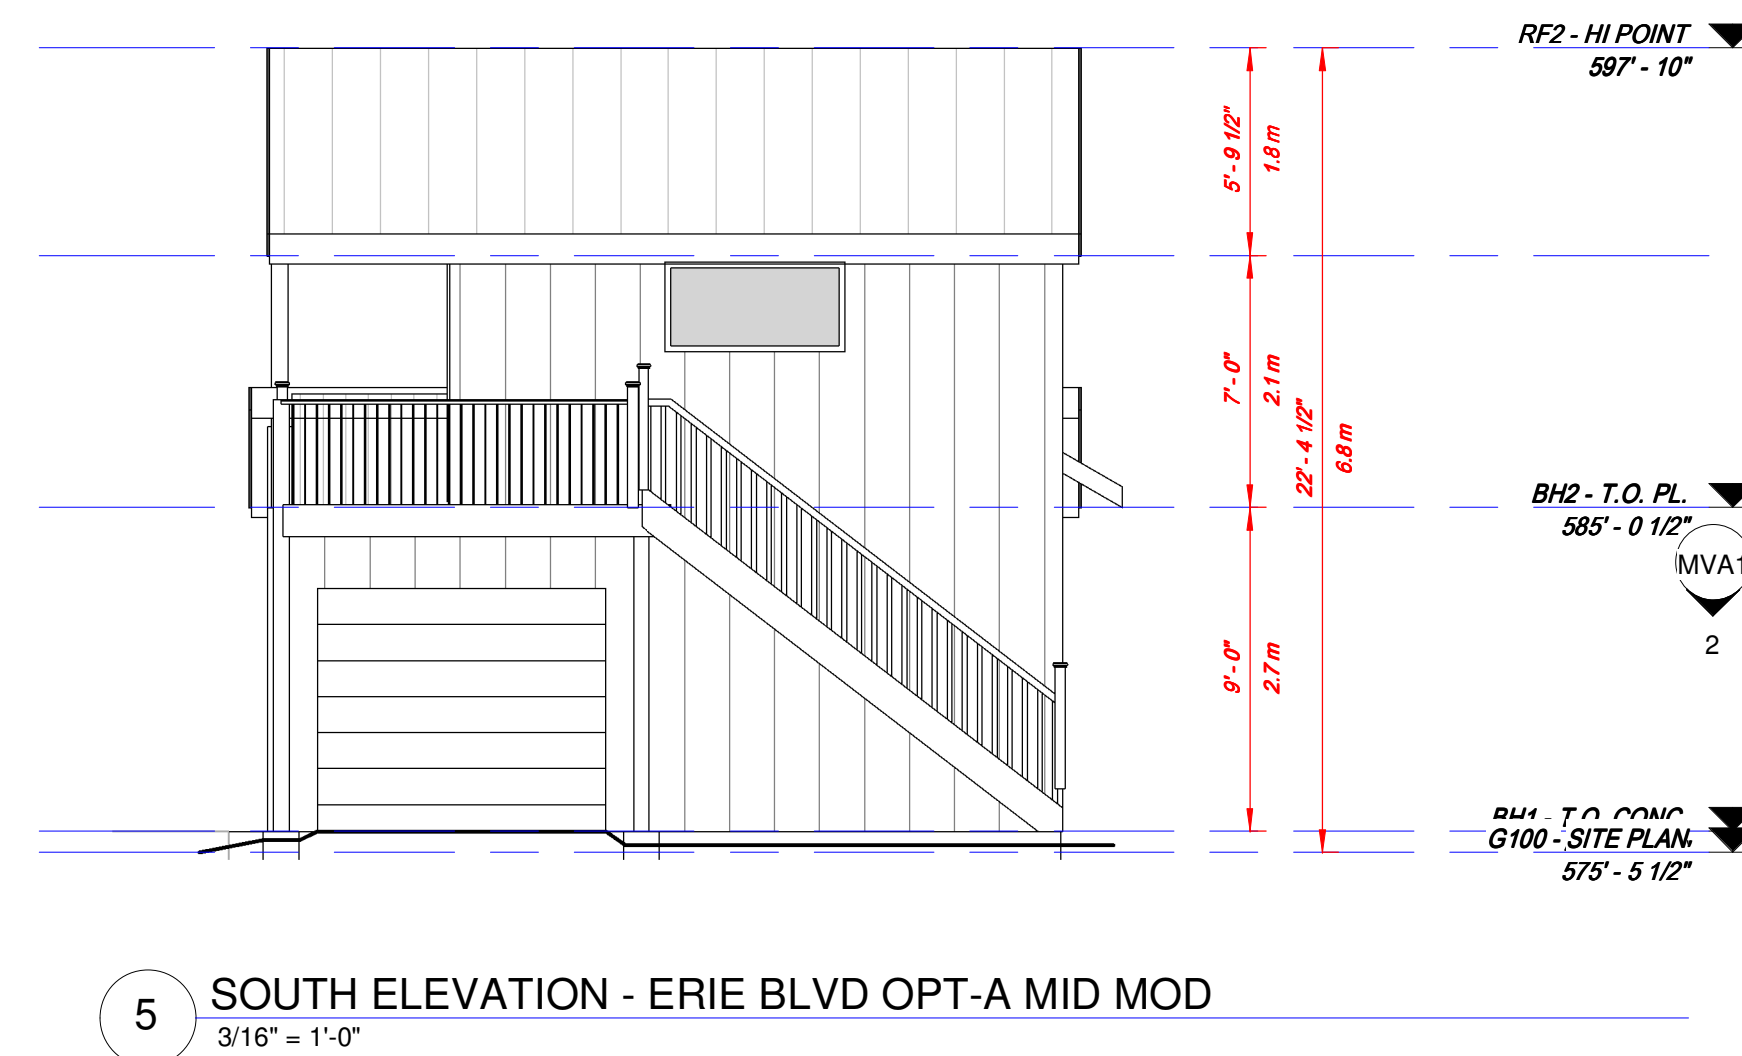 RF2 - HI POINT
597' - 10"
5' - 9 1/2"
1.8 m
7' - 0"
2.1 m
22' - 4 1/2"
6.8 m
BH2 - T.O. PL.
585' - 0 1/2"
MVA1
2
9' - 0"
2.7 m
BH1 - T.O. CONC.
G100 - SITE PLAN
575' - 5 1/2"
5
SOUTH ELEVATION - ERIE BLVD OPT-A MID MOD
3/16" = 1'-0"